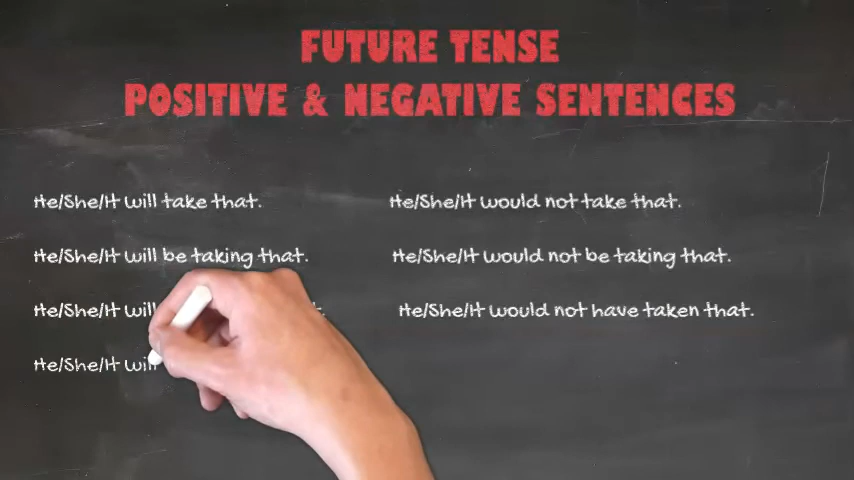 FUTURE TENSE
POSITIVE & NEGATIVE SENTENCES
He/She/It will take that.
He/She/It would not take that.
He/She/It will be taking that.
He/She/It would not be taking that.
He/She/It will
He/She/It would not have taken that.
He/She/It will